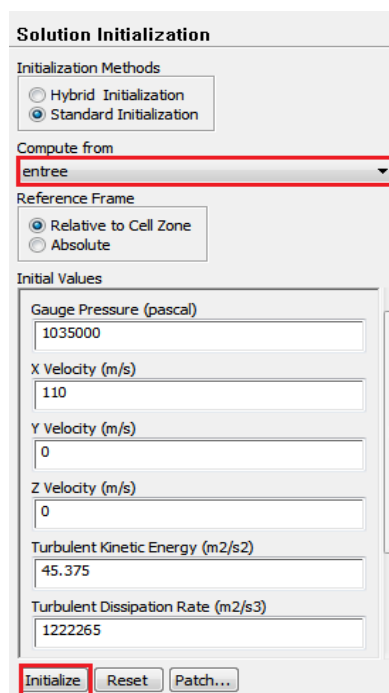 Solution Initialization
Initialization Methods
Hybrid Initialization
Standard Initialization
Compute from
entree
Reference Frame
Relative to Cell Zone
Absolute
Initial Values
Gauge Pressure (pascal)
1035000
X Velocity (m/s)
110
Y Velocity (m/s)
0
Z Velocity (m/s)
0
Turbulent Kinetic Energy (m2/s2)
45.375
Turbulent Dissipation Rate (m2/s3)
1222265
Initialize Reset Patch...